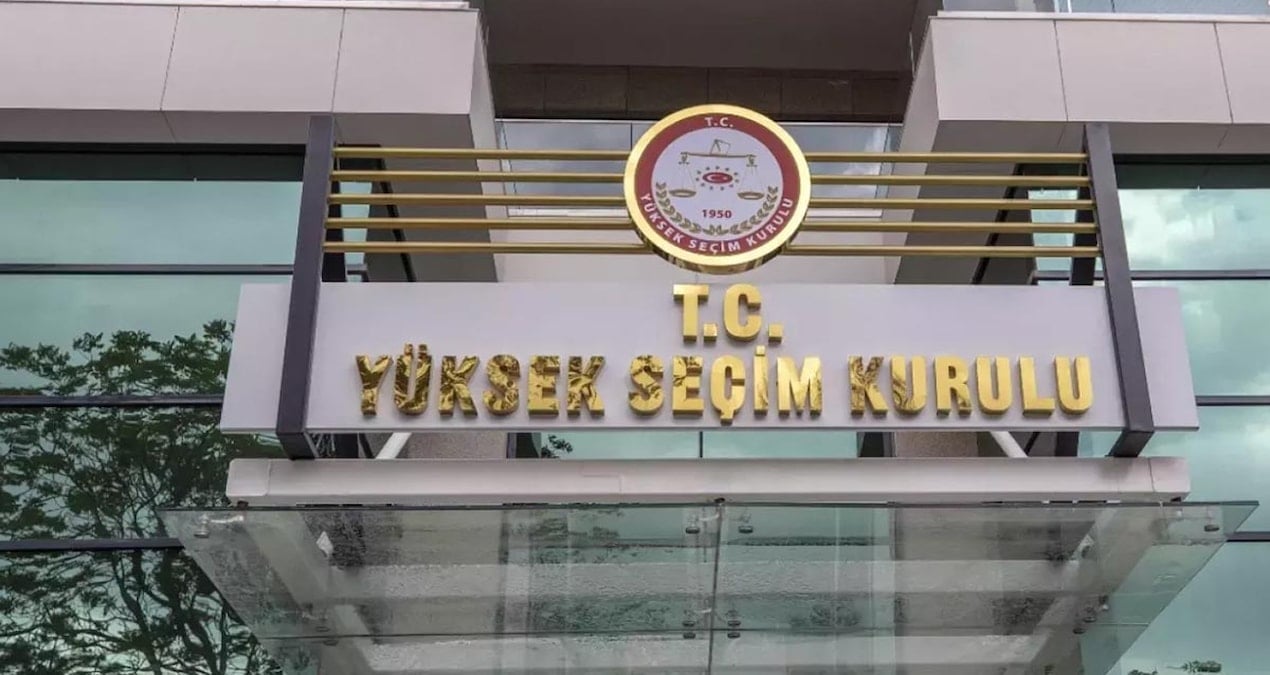 T.C.
1950
YÜKSEK SEÇİM KURULU
T.C.
YÜKSEK SEÇİM KURULU